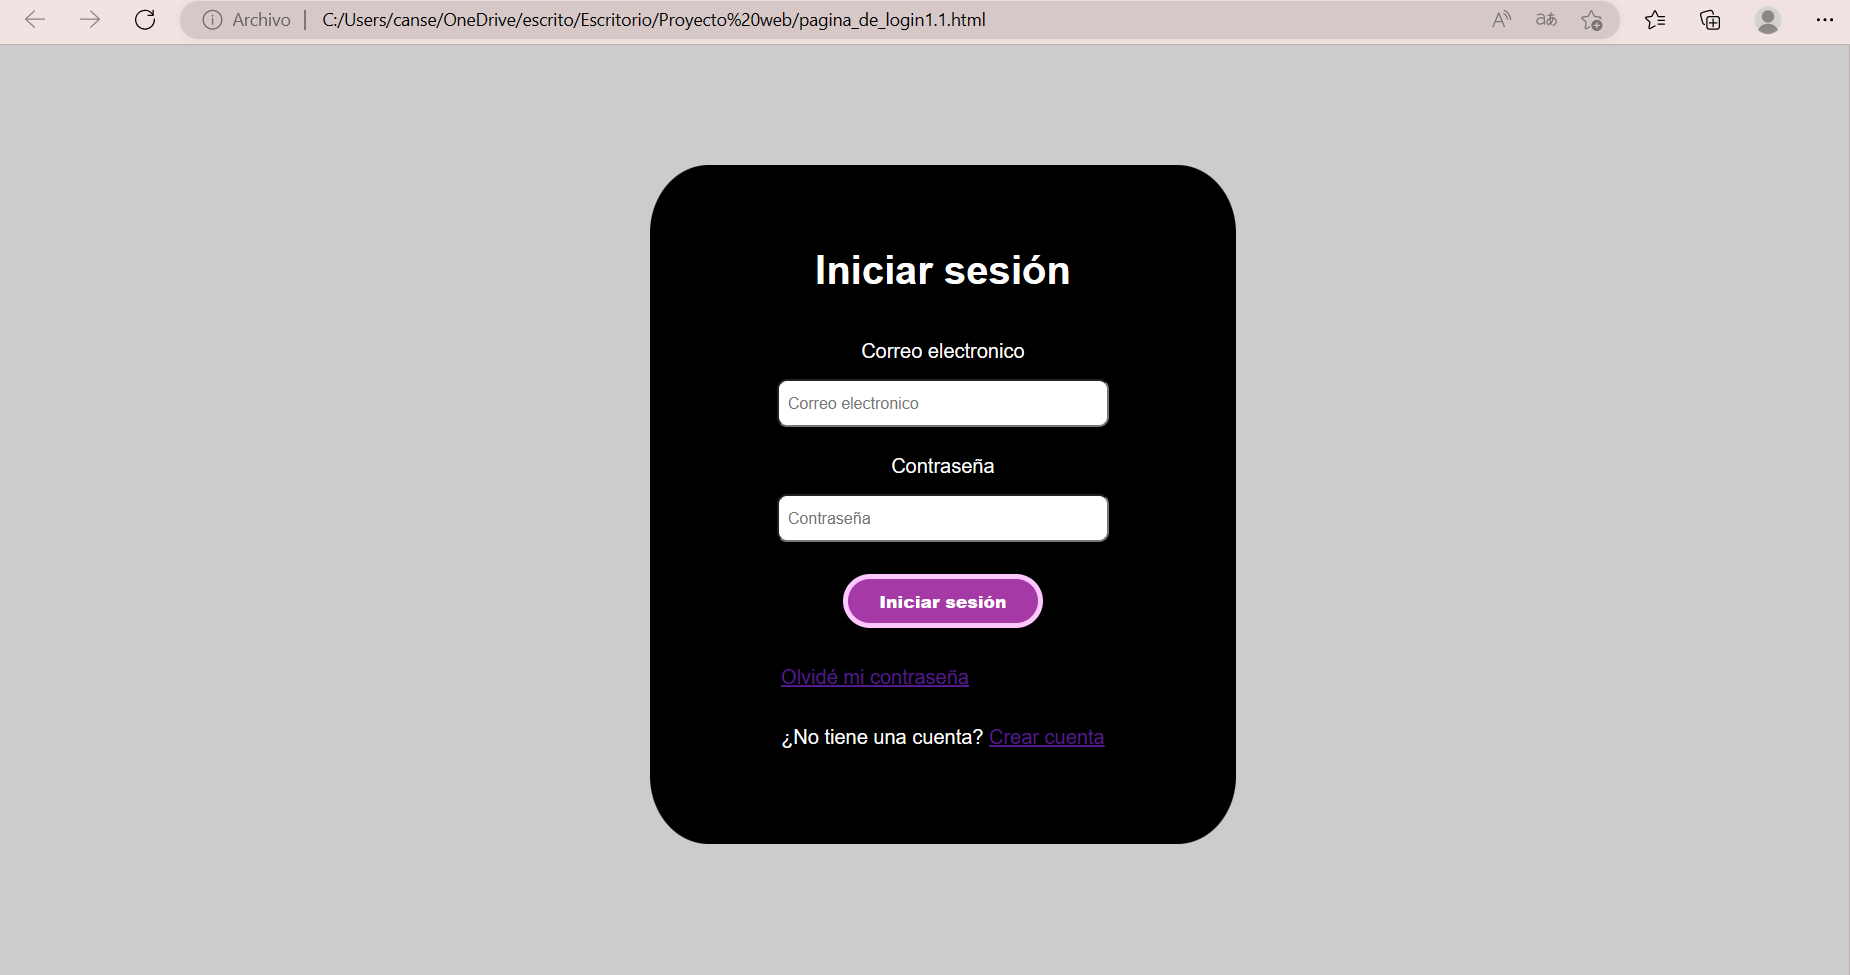 Archivo | C:/Users/canse/OneDrive/escrito/Escritorio/Proyecto%20web/pagina_de_login1.1.html
Iniciar sesión
Correo electronico
Correo electronico
Contraseña
Contraseña
Iniciar sesión
Olvidé mi contraseña
¿No tiene una cuenta? Crear cuenta